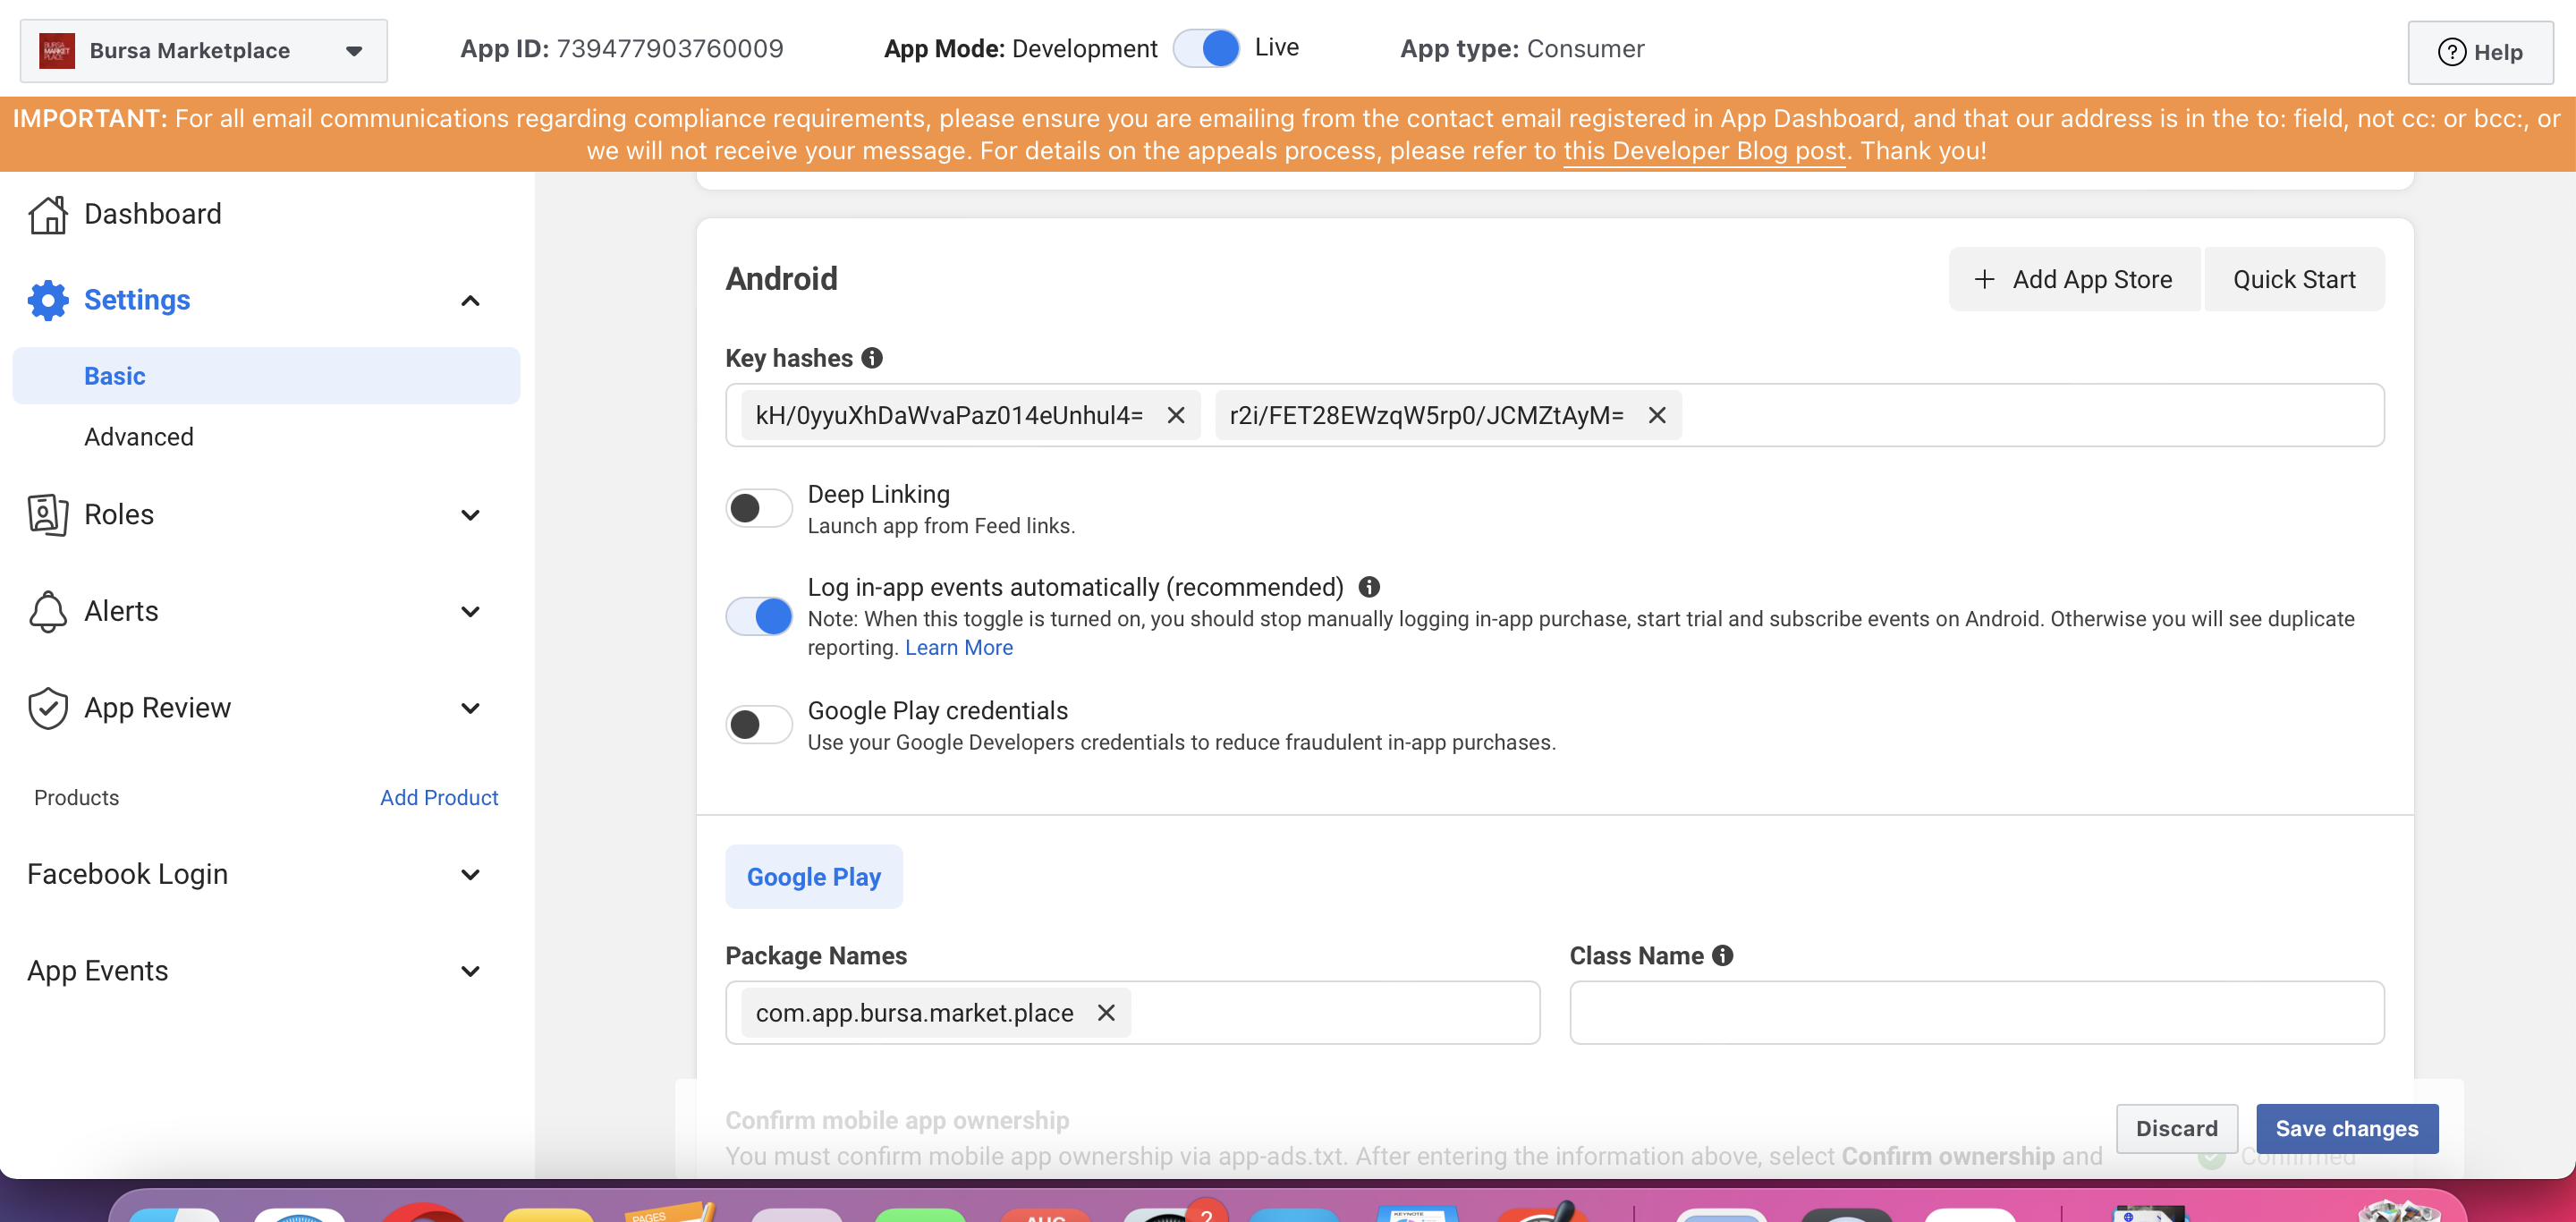 BURSA MARKET PLACE
Bursa Marketplace
App ID: 739477903760009
App Mode: Development
Live
App type: Consumer
Help
IMPORTANT: For all email communications regarding compliance requirements, please ensure you are emailing from the contact email registered in App Dashboard, and that our address is in the to: field, not cc: or bcc:, or
we will not receive your message. For details on the appeals process, please refer to this Developer Blog post. Thank you!
Dashboard
Settings
Basic
Advanced
Roles
Alerts
App Review
Products
Add Product
Facebook Login
App Events
Android
Add App Store
Quick Start
Key hashes
kH/0yyuXhDaWvaPaz014eUnhul4=
r2i/FET28EWzqW5rp0/JCMZtAyM=
Deep Linking
Launch app from Feed links.
Log in-app events automatically (recommended)
Note: When this toggle is turned on, you should stop manually logging in-app purchase, start trial and subscribe events on Android. Otherwise you will see duplicate
reporting. Learn More
Google Play credentials
Use your Google Developers credentials to reduce fraudulent in-app purchases.
Google Play
Package Names
Class Name
com.app.bursa.market.place
Confirm mobile app ownership
You must confirm mobile app ownership via app-ads.txt. After entering the information above, select Confirm ownership and
Confirmed
Discard
Save changes
PAGES
AUG
2
KEYNOTE